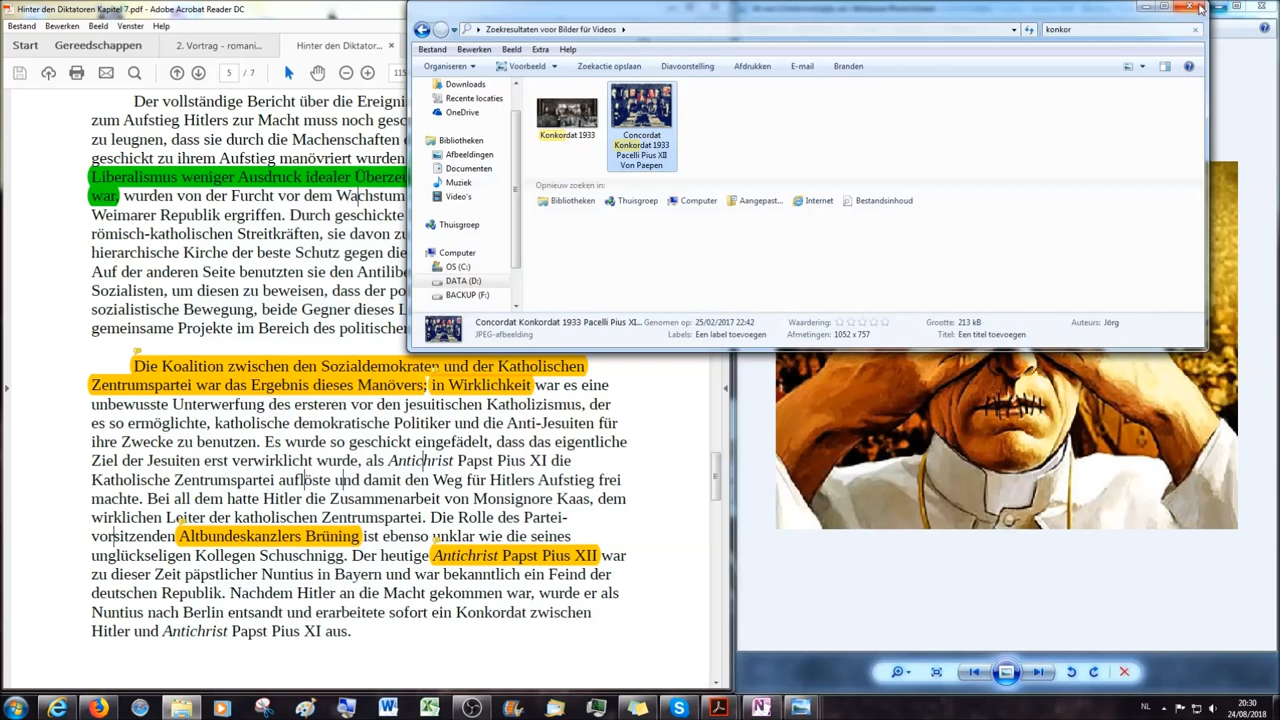 Hinter den Diktatoren Kapitel 7.pdf - Adobe Acrobat Reader DC
Bestand Bewerken Beeld Venster Help
Start Gereedschappen 2. Vortrag - romani... Hinter den Diktator... ×
5 / 7
Der vollständige Bericht über die Ereigni
zum Aufstieg Hitlers zur Macht muss noch gesc
zu leugnen, dass sie durch die Machenschaften d
geschickt zu ihrem Aufstieg manövriert wurden
Liberalismus weniger Ausdruck idealer Überzeu
war, wurden von der Furcht vor dem Wachstum
Weimarer Republik ergriffen. Durch geschickte
römisch-katholischen Streitkräften, sie davon zu
hierarchische Kirche der beste Schutz gegen die
Auf der anderen Seite benutzten sie den Antilibe
Sozialisten, um diesen zu beweisen, dass der po
sozialistische Bewegung, beide Gegner dieses L
gemeinsame Projekte im Bereich des politischen
Die Koalition zwischen den Sozialdemokraten und der Katholischen
Zentrumspartei war das Ergebnis dieses Manövers; in Wirklichkeit war es eine
unbewusste Unterwerfung des ersteren vor den jesuitischen Katholizismus, der
es so ermöglichte, katholische demokratische Politiker und die Anti-Jesuiten für
ihre Zwecke zu benutzen. Es wurde so geschickt eingefädelt, dass das eigentliche
Ziel der Jesuiten erst verwirklicht wurde, als Antichrist Papst Pius XI die
Katholische Zentrumspartei auflöste und damit den Weg für Hitlers Aufstieg frei
machte. Bei all dem hatte Hitler die Zusammenarbeit von Monsignore Kaas, dem
wirklichen Leiter der katholischen Zentrumspartei. Die Rolle des Partei-
vorsitzenden Altbundeskanzlers Brüning ist ebenso unklar wie die seines
unglückseligen Kollegen Schuschnigg. Der heutige Antichrist Papst Pius XII war
zu dieser Zeit päpstlicher Nuntius in Bayern und war bekanntlich ein Feind der
deutschen Republik. Nachdem Hitler an die Macht gekommen war, wurde er als
Nuntius nach Berlin entsandt und erarbeitete sofort ein Konkordat zwischen
Hitler und Antichrist Papst Pius XI aus.
Zoekresultaten voor Bilder für Videos
konkor
Bestand Bewerken Beeld Extra Help
Organiseren Voorbeeld Zoekactie opslaan Diavoorstelling Afdrukken E-mail Branden
Downloads
Recente locaties
OneDrive
Bibliotheken
Afbeeldingen
Documenten
Muziek
Video's
Thuisgroep
Computer
OS (C:)
DATA (D:)
BACKUP (F:)
Konkordat 1933
Concordat
Konkordat 1933
Pacelli Pius XII
Von Paepen
Opnieuw zoeken in:
Bibliotheken Thuisgroep Computer Aangepast... Internet Bestandsinhoud
Concordat Konkordat 1933 Pacelli Pius XI... Genomen op: 25/02/2017 22:42 Waardering: Grootte: 213 kB Auteurs: Jörg
JPEG-afbeelding Labels: Een label toevoegen Afmetingen: 1052 x 757 Titel: Een titel toevoegen
NL
20:30
24/08/2018